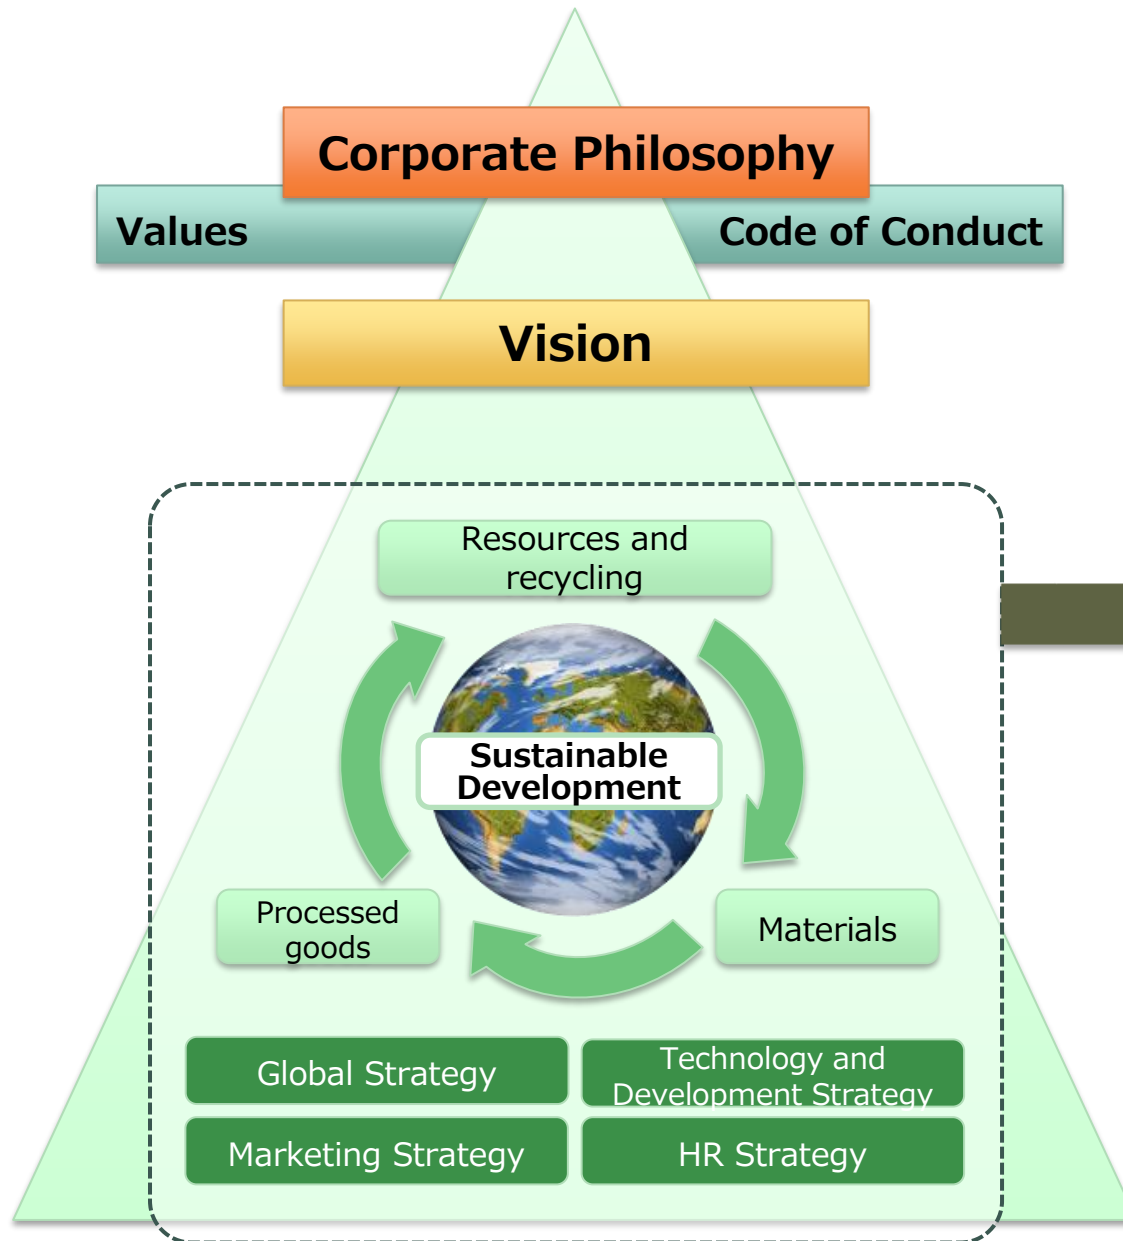 Corporate Philosophy
Values
Code of Conduct
Vision
Resources and
recycling
Sustainable
Development
Processed
goods
Materials
Global Strategy
Technology and
Development Strategy
Marketing Strategy
HR Strategy